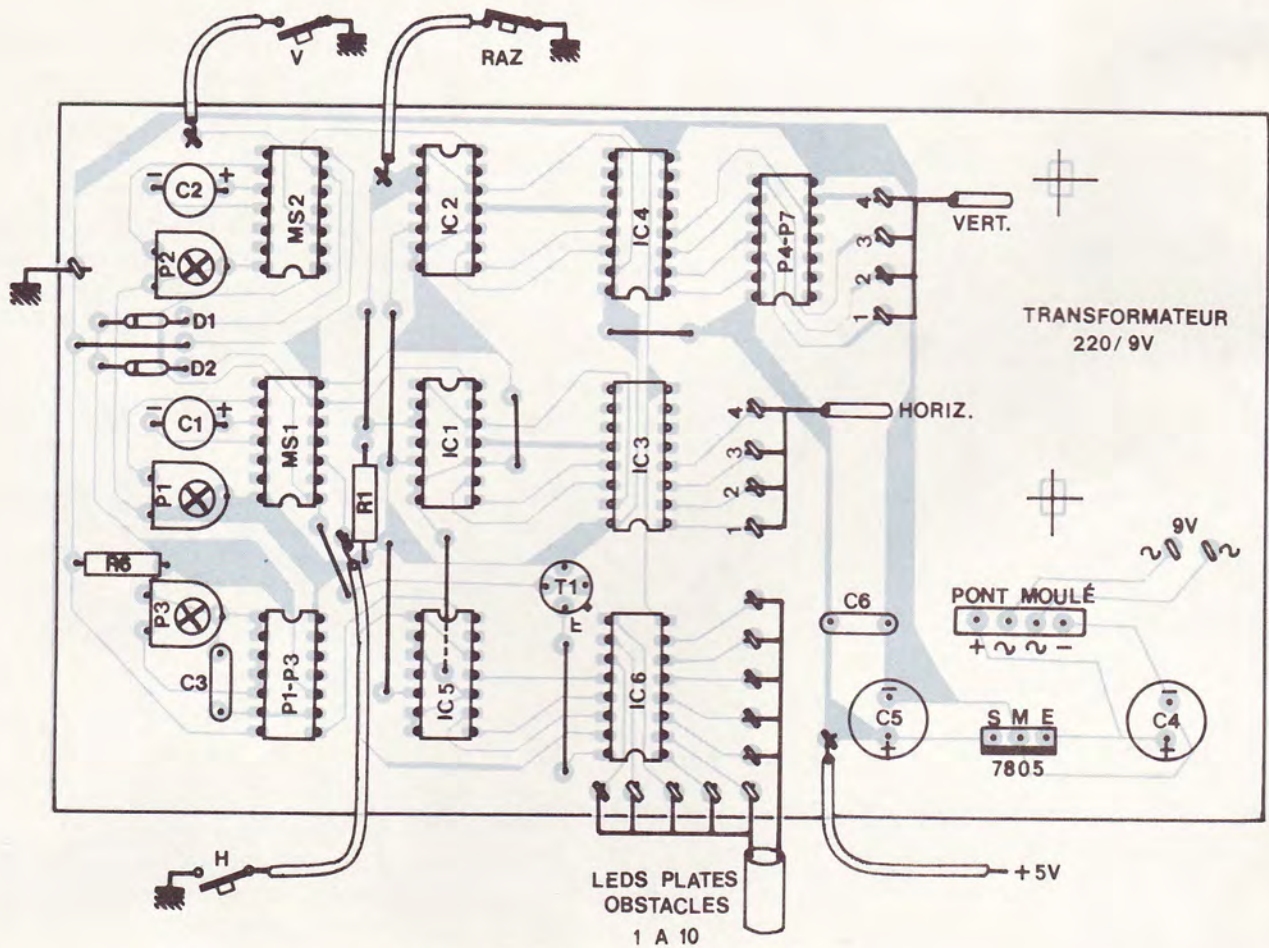 V
RAZ
C2
- +
MS2
IC2
IC4
P4-P7
4
3
2
1
VERT.
P2
D1
D2
TRANSFORMATEUR
220/9V
C1
- +
MS1
IC1
IC3
4
3
2
1
HORIZ.
P1
R1
R6
9V
~ ~
P3
C3
P1-P3
IC5
T1
E
IC6
C6
PONT MOULÉ
+ ~ ~ -
C5
-
+
S M E
7805
C4
-
+
H
LEDS PLATES
OBSTACLES
1 A 10
+5V